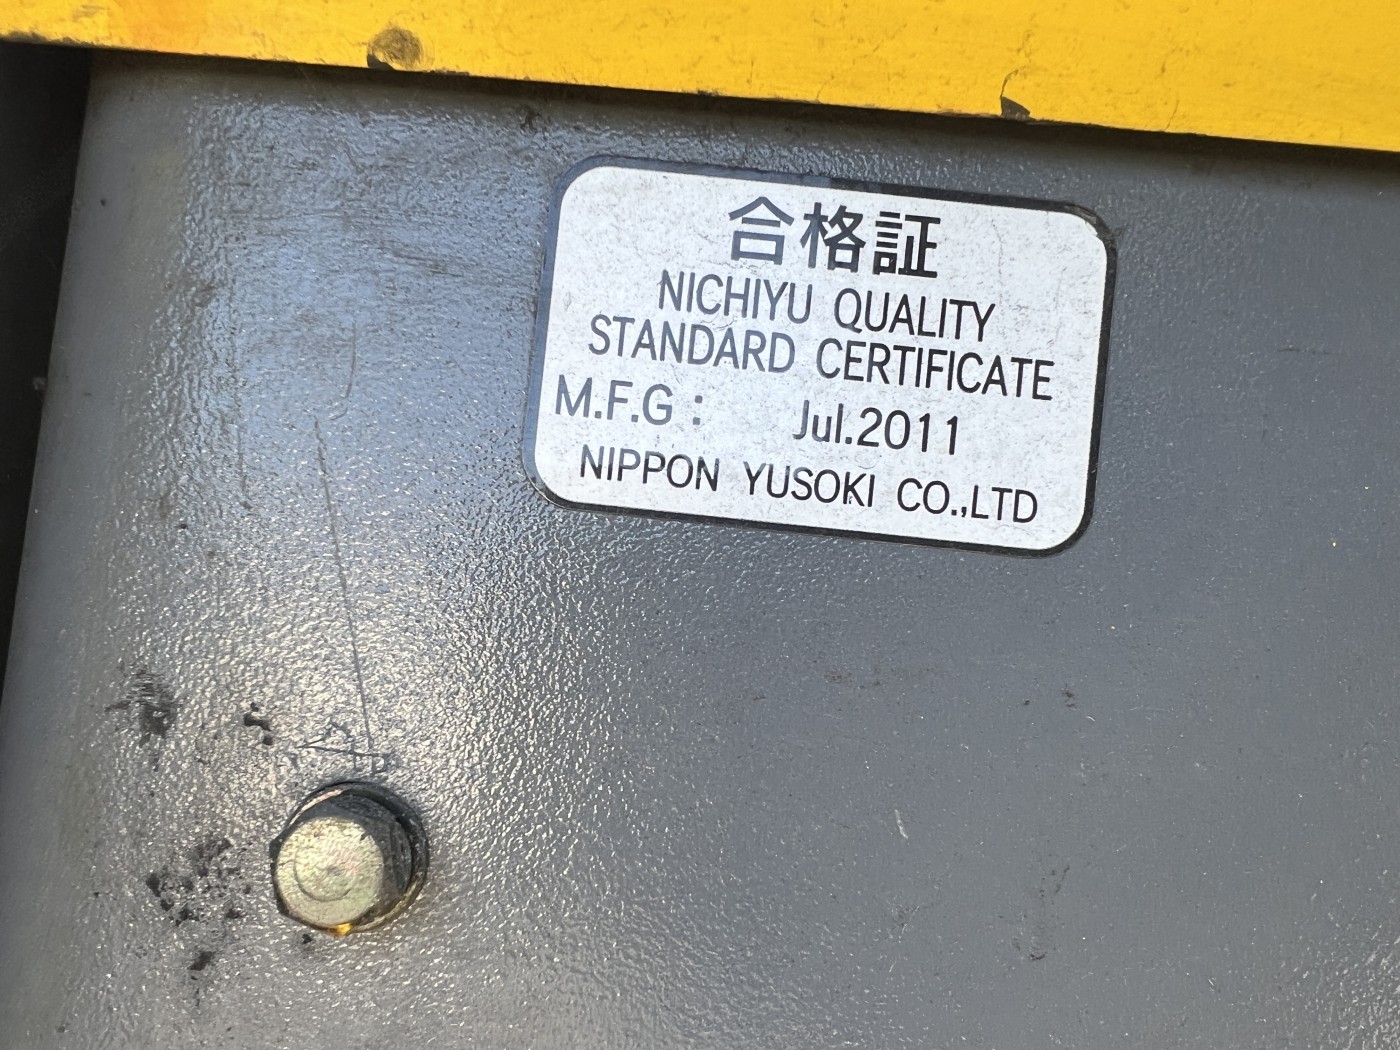 合格証
NICHIYU QUALITY
STANDARD CERTIFICATE
M.F.G : Jul.2011
NIPPON YUSOKI CO.,LTD